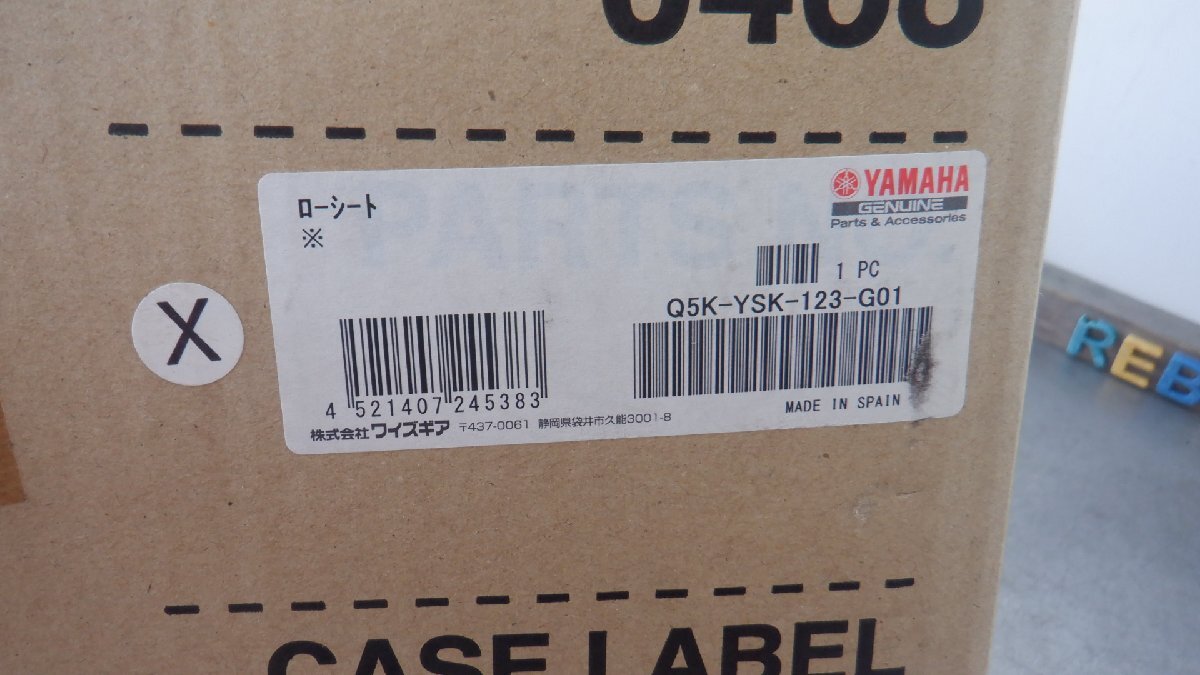 ローシート
※
YAMAHA
GENUINE
Parts & Accessories
1 PC
Q5K-YSK-123-G01
X
4 521407 245383
MADE IN SPAIN
株式会社ワイズギア 〒437-0061 静岡県袋井市久能3001-8
CASE LABEL
REB